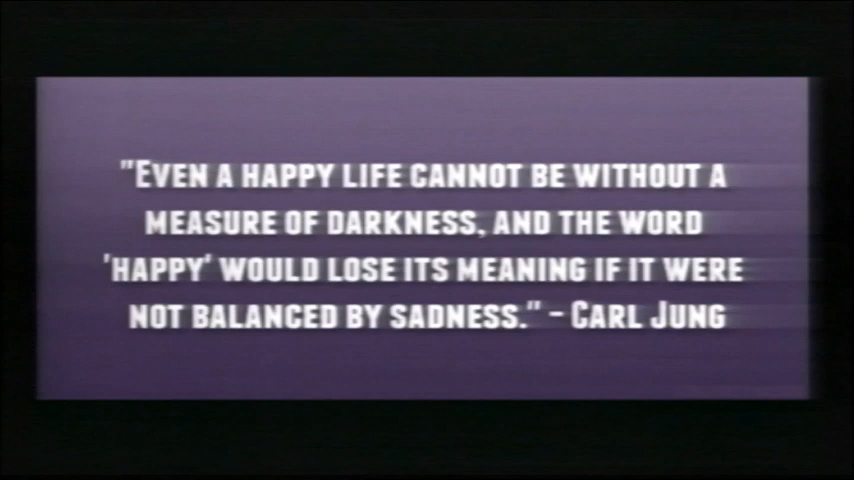 "Even a happy life cannot be without a
measure of darkness, and the word
'happy' would lose its meaning if it were
not balanced by sadness." - Carl Jung